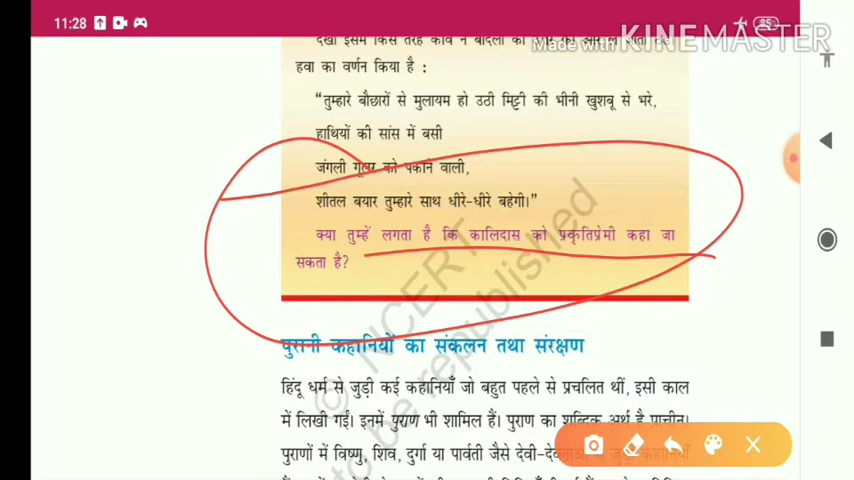 11:28
85
Made with KINEMASTER
हवा का वर्णन किया है :
“तुम्हारे बौछारों से मुलायम हो उठी मिट्टी की भीनी खुशबू से भरे,
हाथियों की सांस में बसी
जंगली गूलर को पकाने वाली,
शीतल बयार तुम्हारे साथ धीरे-धीरे बहेगी।”
क्या तुम्हें लगता है कि कालिदास को प्रकृतिप्रेमी कहा जा
सकता है?
पुरानी कहानियों का संकलन तथा संरक्षण
हिंदू धर्म से जुड़ी कई कहानियाँ जो बहुत पहले से प्रचलित थीं, इसी काल
में लिखी गईं। इनमें पुराण भी शामिल हैं। पुराण का शाब्दिक अर्थ है प्राचीन।
पुराणों में विष्णु, शिव, दुर्गा या पार्वती जैसे देवी-देवताओं
© NCERT
to be republished